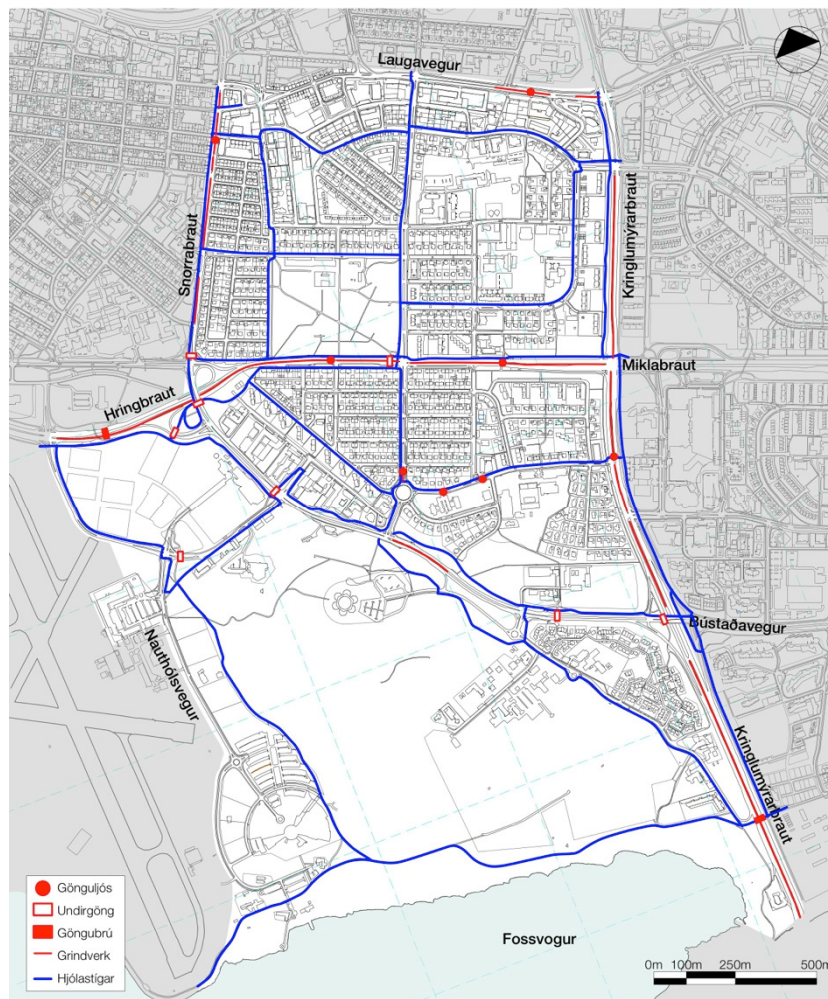 Laugavegur
Snorrabraut
Kringlumýrarbraut
Miklabraut
Hringbraut
Bústaðavegur
Nauthólsvegur
Kringlumýrarbraut
Fossvogur
Gönguljós
Undirgöng
Göngubrú
Grindverk
Hjólastígar
0m 100m 250m 500m